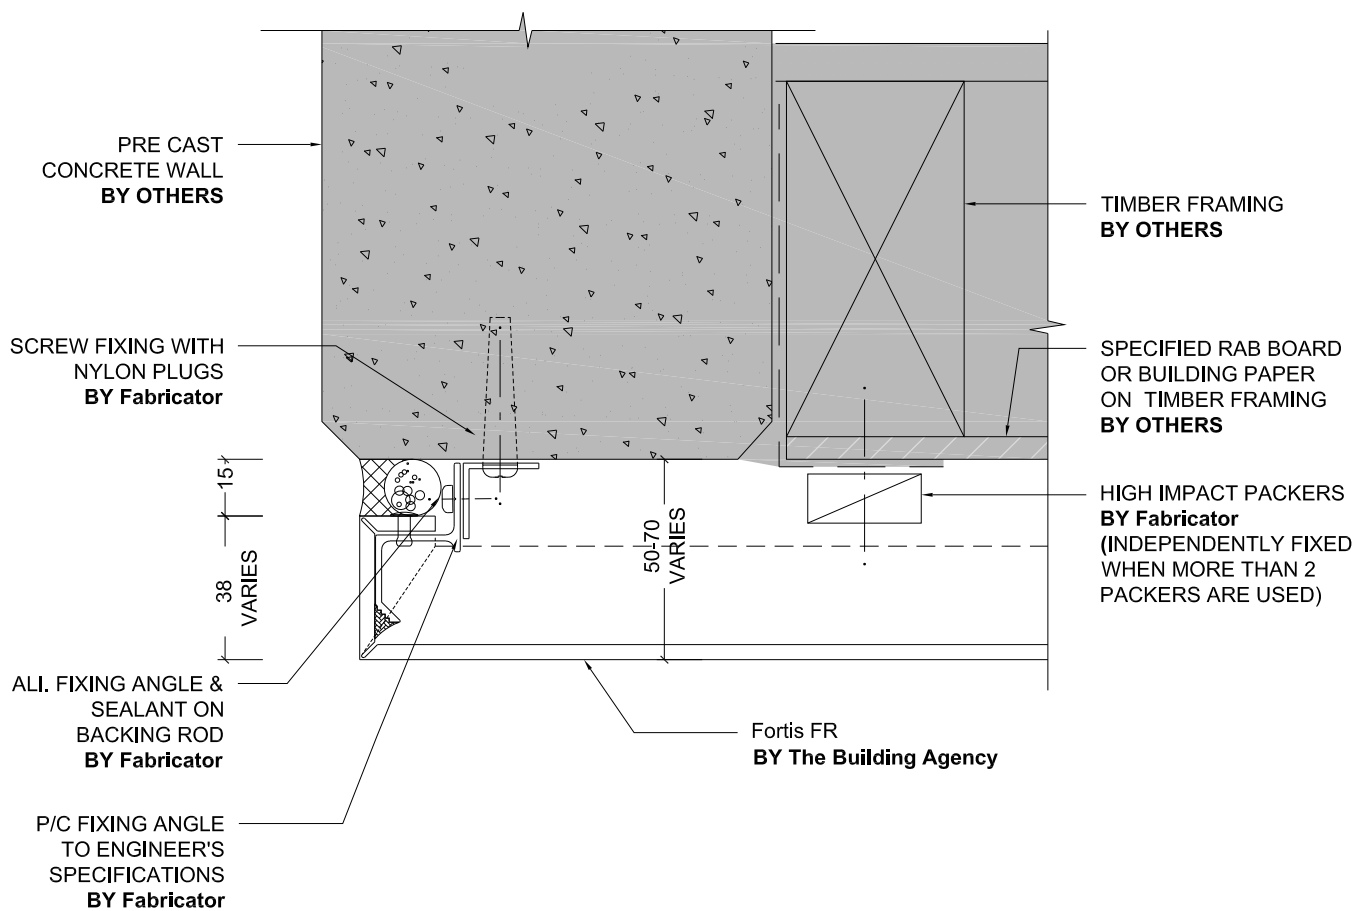 PRE CAST
CONCRETE WALL
BY OTHERS
SCREW FIXING WITH
NYLON PLUGS
BY Fabricator
15
38
VARIES
ALI. FIXING ANGLE &
SEALANT ON
BACKING ROD
BY Fabricator
P/C FIXING ANGLE
TO ENGINEER'S
SPECIFICATIONS
BY Fabricator
50-70
VARIES
Fortis FR
BY The Building Agency
TIMBER FRAMING
BY OTHERS
SPECIFIED RAB BOARD
OR BUILDING PAPER
ON TIMBER FRAMING
BY OTHERS
HIGH IMPACT PACKERS
BY Fabricator
(INDEPENDENTLY FIXED
WHEN MORE THAN 2
PACKERS ARE USED)